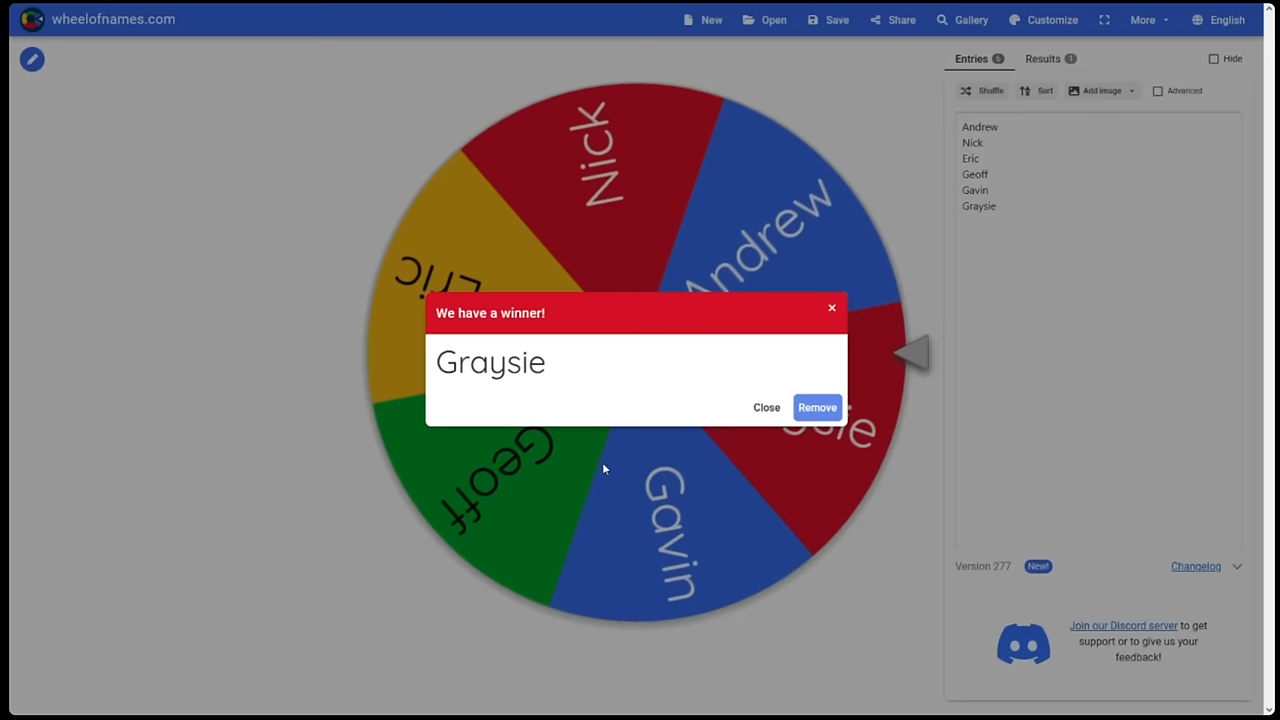 wheelofnames.com
New
Open
Save
Share
Gallery
Customize
More
English
Entries 6
Results 1
Hide
Shuffle
Sort
Add image
Advanced
Andrew
Nick
Eric
Geoff
Gavin
Graysie
Nick
Andrew
Eric
Geoff
Gavin
We have a winner!
×
Graysie
Close
Remove
Version 277
New!
Changelog
Join our Discord server to get
support or to give us your
feedback!